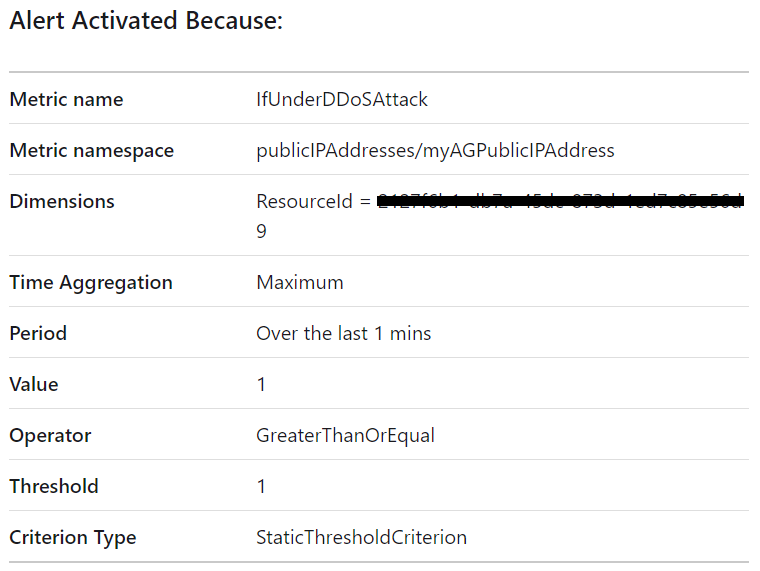 Alert Activated Because:
Metric name IfUnderDDoSAttack
Metric namespace publicIPAddresses/myAGPublicIPAddress
Dimensions ResourceId =
9
Time Aggregation Maximum
Period Over the last 1 mins
Value 1
Operator GreaterThanOrEqual
Threshold 1
Criterion Type StaticThresholdCriterion